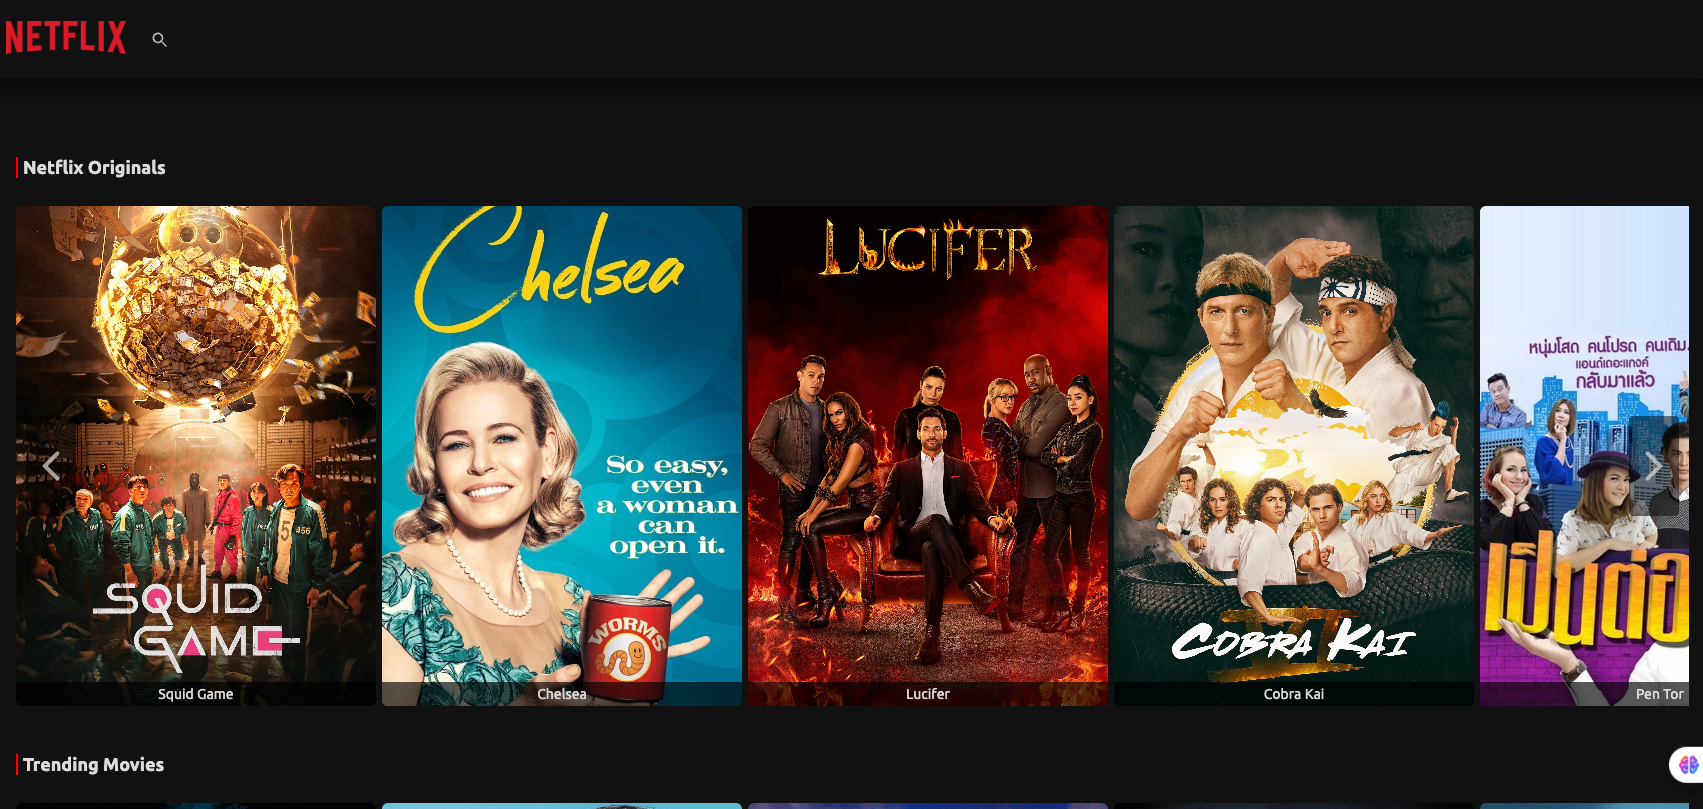 NETFLIX
Netflix Originals
SQUID
GAME
456
Squid Game
Chelsea
So easy,
even
a woman
can
open it.
WORMS
Chelsea
LUCIFER
Lucifer
COBRA KAI
Cobra Kai
หนุ่มโสด คนโปรด คนเดิม
แอนด์เดอะแกงค์
กลับมาแล้ว
เป็นต่อ
Pen Tor
Trending Movies